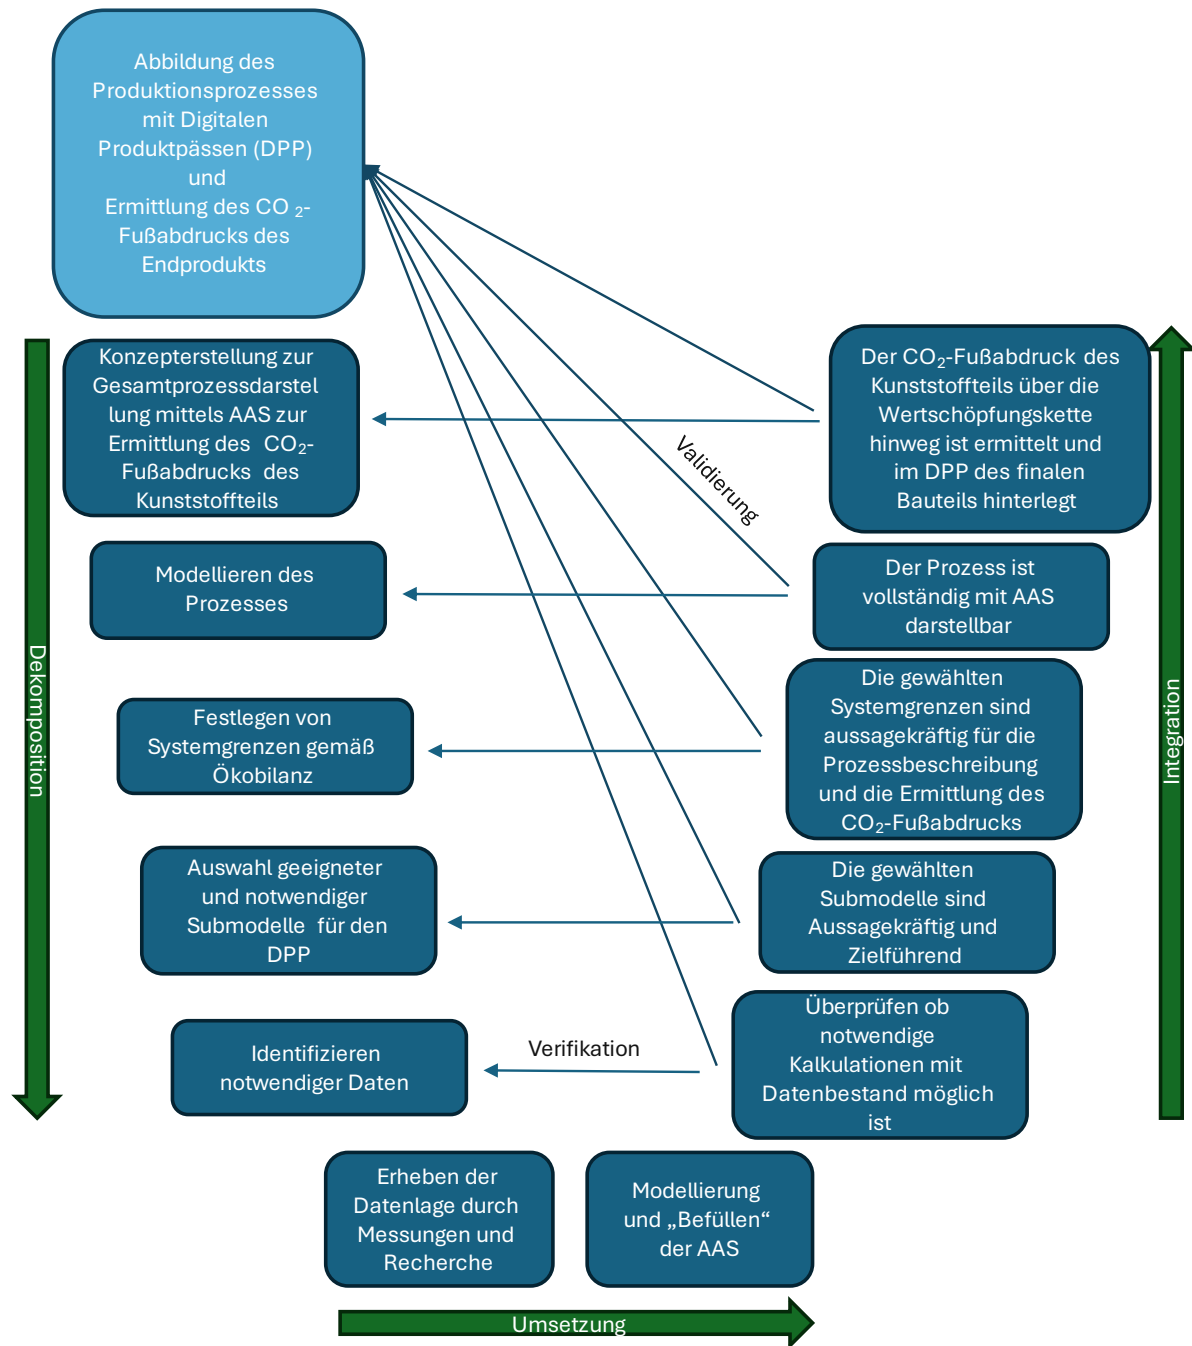 Abbildung des
Produktionsprozesses
mit Digitalen
Produktpässen (DPP)
und
Ermittlung des CO 2-
Fußabdrucks des
Endprodukts
Konzepterstellung zur
Gesamtprozessdarstel
lung mittels AAS zur
Ermittlung des CO2-
Fußabdrucks des
Kunststoffteils
Der CO2-Fußabdruck des
Kunststoffteils über die
Wertschöpfungskette
hinweg ist ermittelt und
im DPP des finalen
Bauteils hinterlegt
Validierung
Modellieren des
Prozesses
Der Prozess ist
vollständig mit AAS
darstellbar
Dekomposition
Integration
Festlegen von
Systemgrenzen gemäß
Ökobilanz
Die gewählten
Systemgrenzen sind
aussagekräftig für die
Prozessbeschreibung
und die Ermittlung des
CO2-Fußabdrucks
Auswahl geeigneter
und notwendiger
Submodelle für den
DPP
Die gewählten
Submodelle sind
Aussagekräftig und
Zielführend
Identifizieren
notwendiger Daten
Verifikation
Überprüfen ob
notwendige
Kalkulationen mit
Datenbestand möglich
ist
Erheben der
Datenlage durch
Messungen und
Recherche
Modellierung
und „Befüllen“
der AAS
Umsetzung